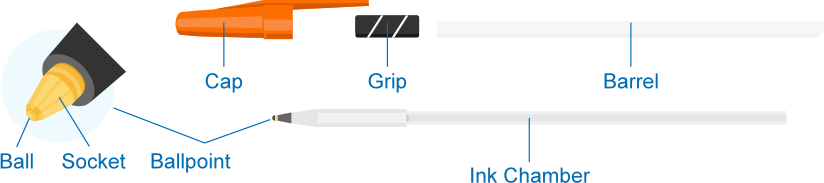 Cap
Grip
Barrel
Ball
Socket
Ballpoint
Ink Chamber